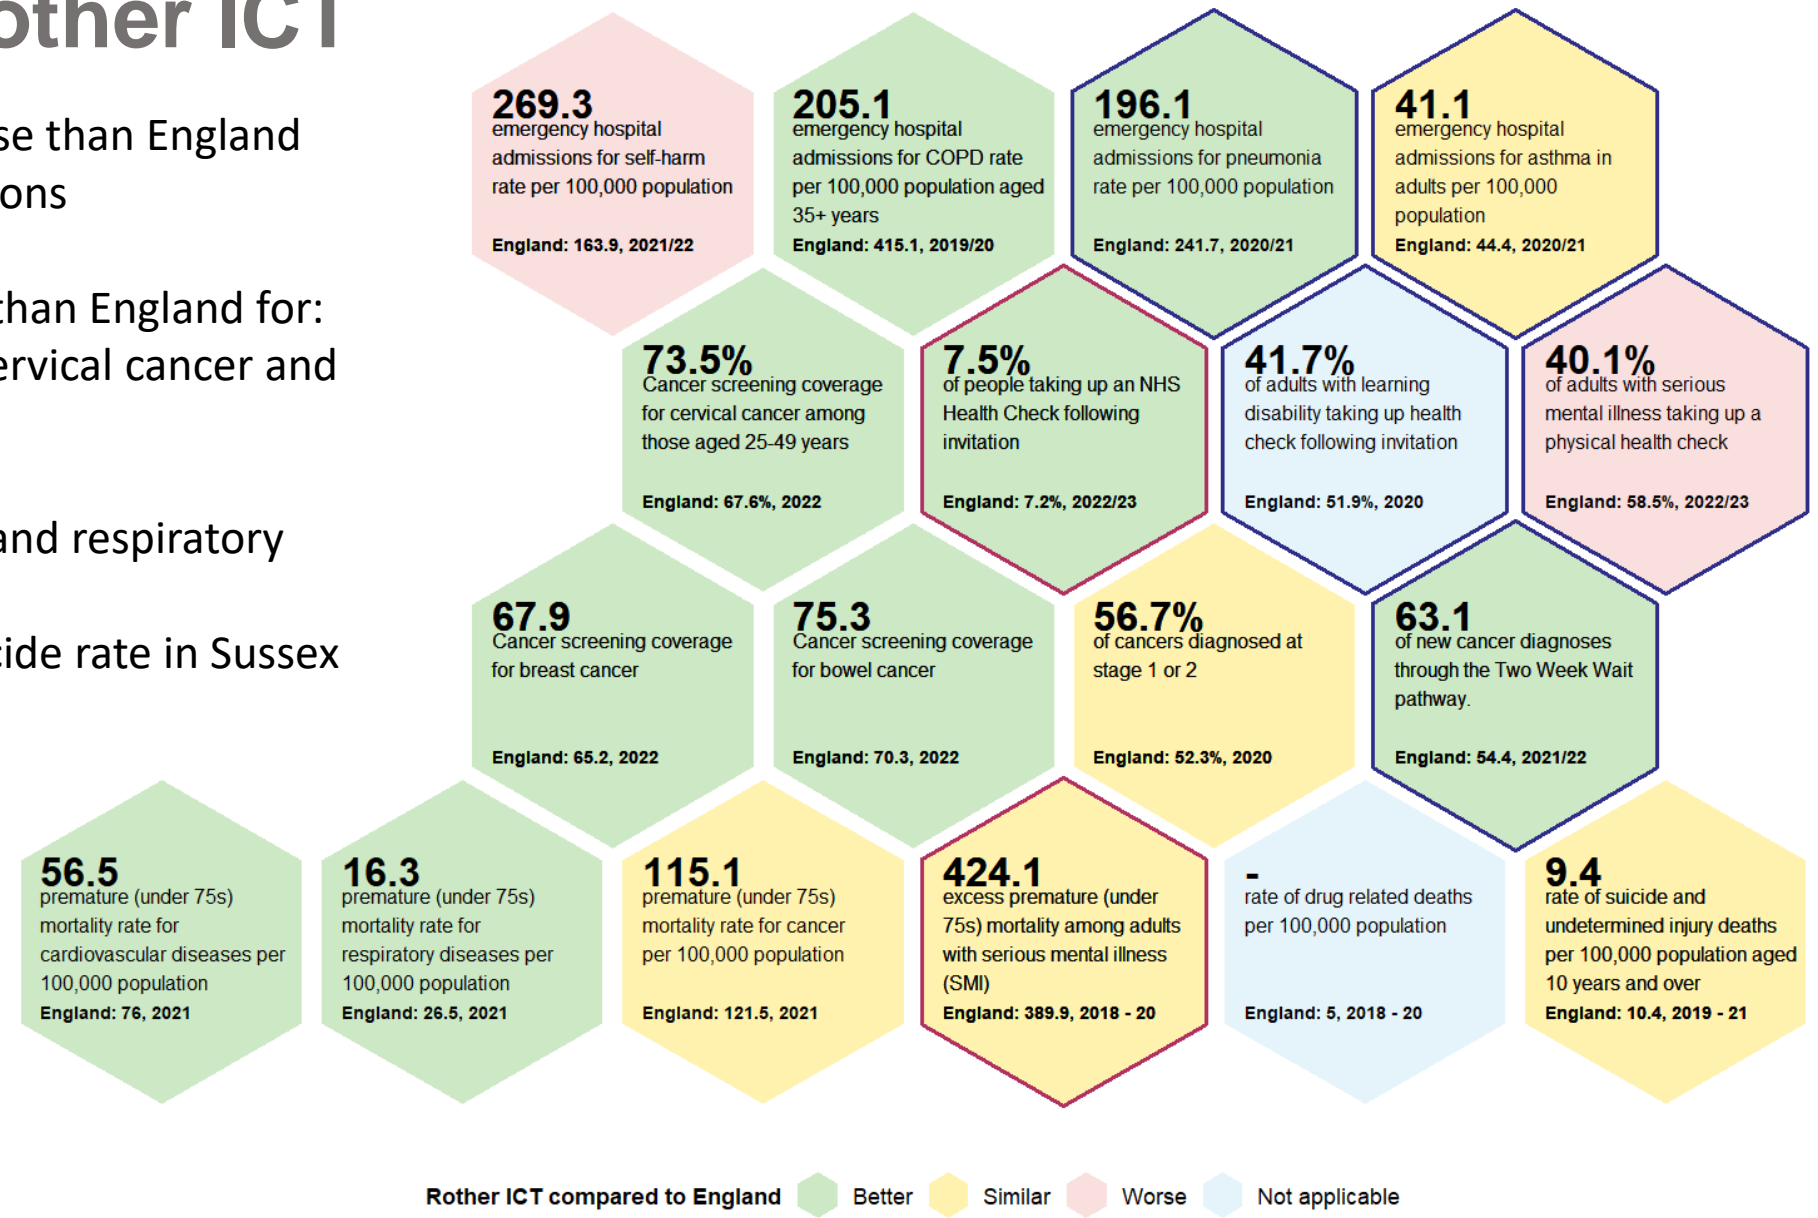 other ICT
se than England
ons
than England for:
ervical cancer and
and respiratory
cide rate in Sussex
269.3
emergency hospital
admissions for self-harm
rate per 100,000 population
England: 163.9, 2021/22
205.1
emergency hospital
admissions for COPD rate
per 100,000 population aged
35+ years
England: 415.1, 2019/20
196.1
emergency hospital
admissions for pneumonia
rate per 100,000 population
England: 241.7, 2020/21
41.1
emergency hospital
admissions for asthma in
adults per 100,000
population
England: 44.4, 2020/21
73.5%
Cancer screening coverage
for cervical cancer among
those aged 25-49 years
England: 67.6%, 2022
7.5%
of people taking up an NHS
Health Check following
invitation
England: 7.2%, 2022/23
41.7%
of adults with learning
disability taking up health
check following invitation
England: 51.9%, 2020
40.1%
of adults with serious
mental illness taking up a
physical health check
England: 58.5%, 2022/23
67.9
Cancer screening coverage
for breast cancer
England: 65.2, 2022
75.3
Cancer screening coverage
for bowel cancer
England: 70.3, 2022
56.7%
of cancers diagnosed at
stage 1 or 2
England: 52.3%, 2020
63.1
of new cancer diagnoses
through the Two Week Wait
pathway.
England: 54.4, 2021/22
56.5
premature (under 75s)
mortality rate for
cardiovascular diseases per
100,000 population
England: 76, 2021
16.3
premature (under 75s)
mortality rate for
respiratory diseases per
100,000 population
England: 26.5, 2021
115.1
premature (under 75s)
mortality rate for cancer
per 100,000 population
England: 121.5, 2021
424.1
excess premature (under
75s) mortality among adults
with serious mental illness
(SMI)
England: 389.9, 2018 - 20
-
rate of drug related deaths
per 100,000 population
England: 5, 2018 - 20
9.4
rate of suicide and
undetermined injury deaths
per 100,000 population aged
10 years and over
England: 10.4, 2019 - 21
Rother ICT compared to England Better Similar Worse Not applicable